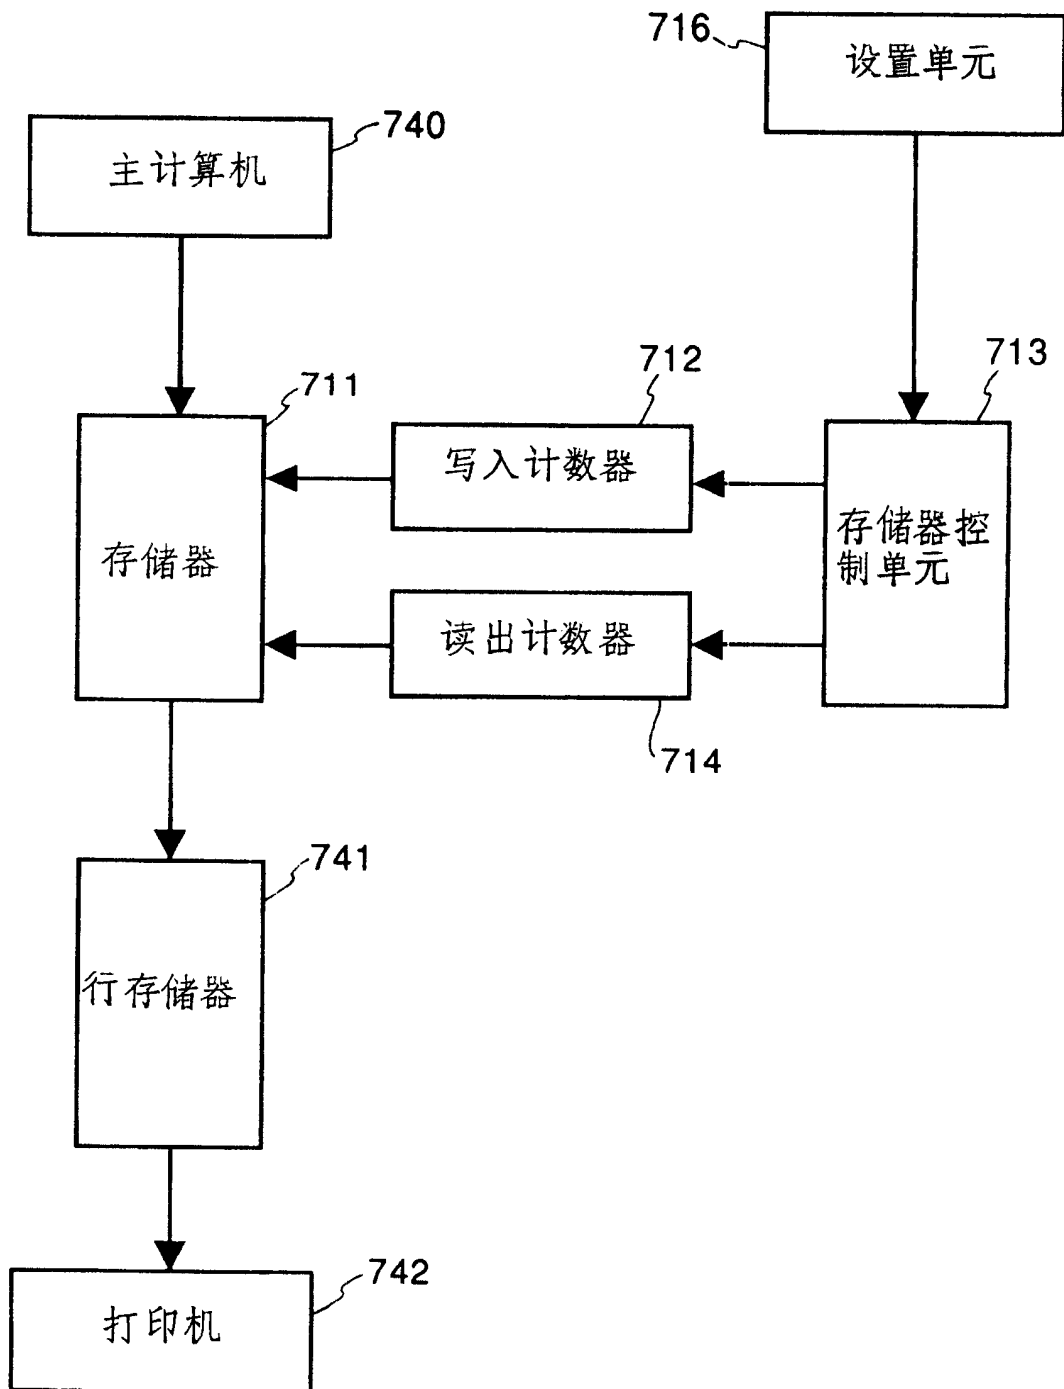 716
设置单元
740
主计算机
712
713
711
写入计数器
存储器控
制单元
存储器
读出计数器
714
741
行存储器
742
打印机